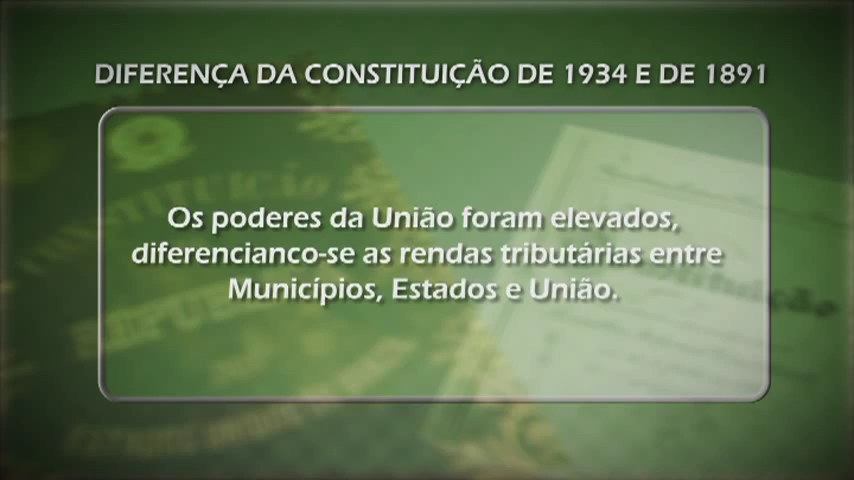 DIFERENÇA DA CONSTITUIÇÃO DE 1934 E DE 1891
Os poderes da União foram elevados,
diferencianco-se as rendas tributárias entre
Municípios, Estados e União.